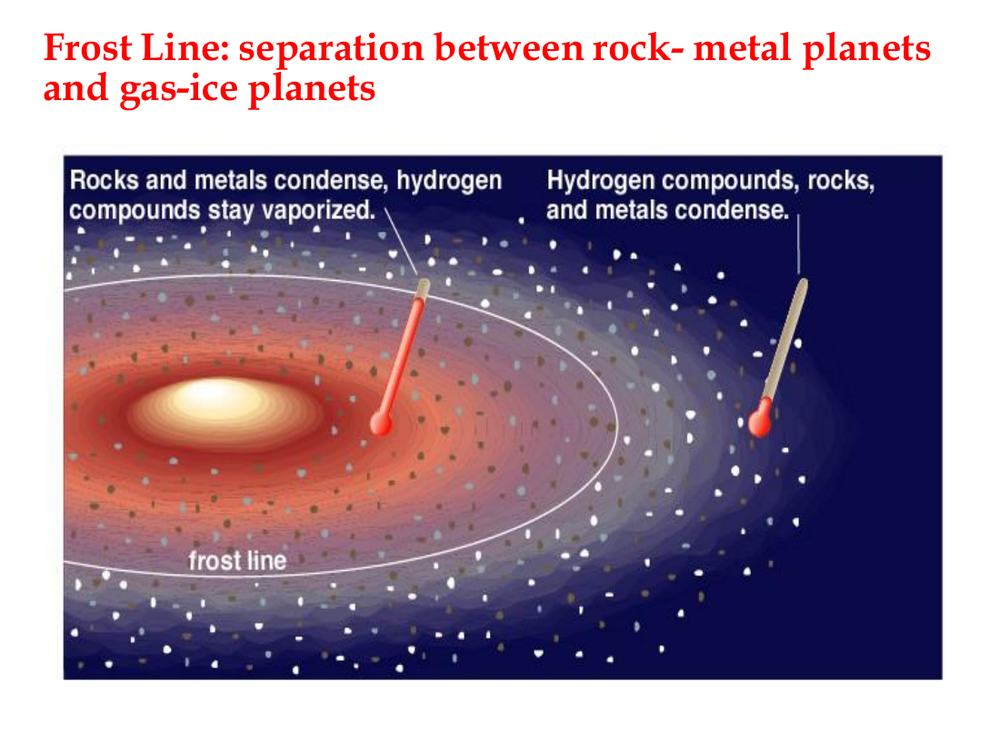 Frost Line: separation between rock- metal planets
and gas-ice planets
Rocks and metals condense, hydrogen
compounds stay vaporized.
Hydrogen compounds, rocks,
and metals condense.
frost line